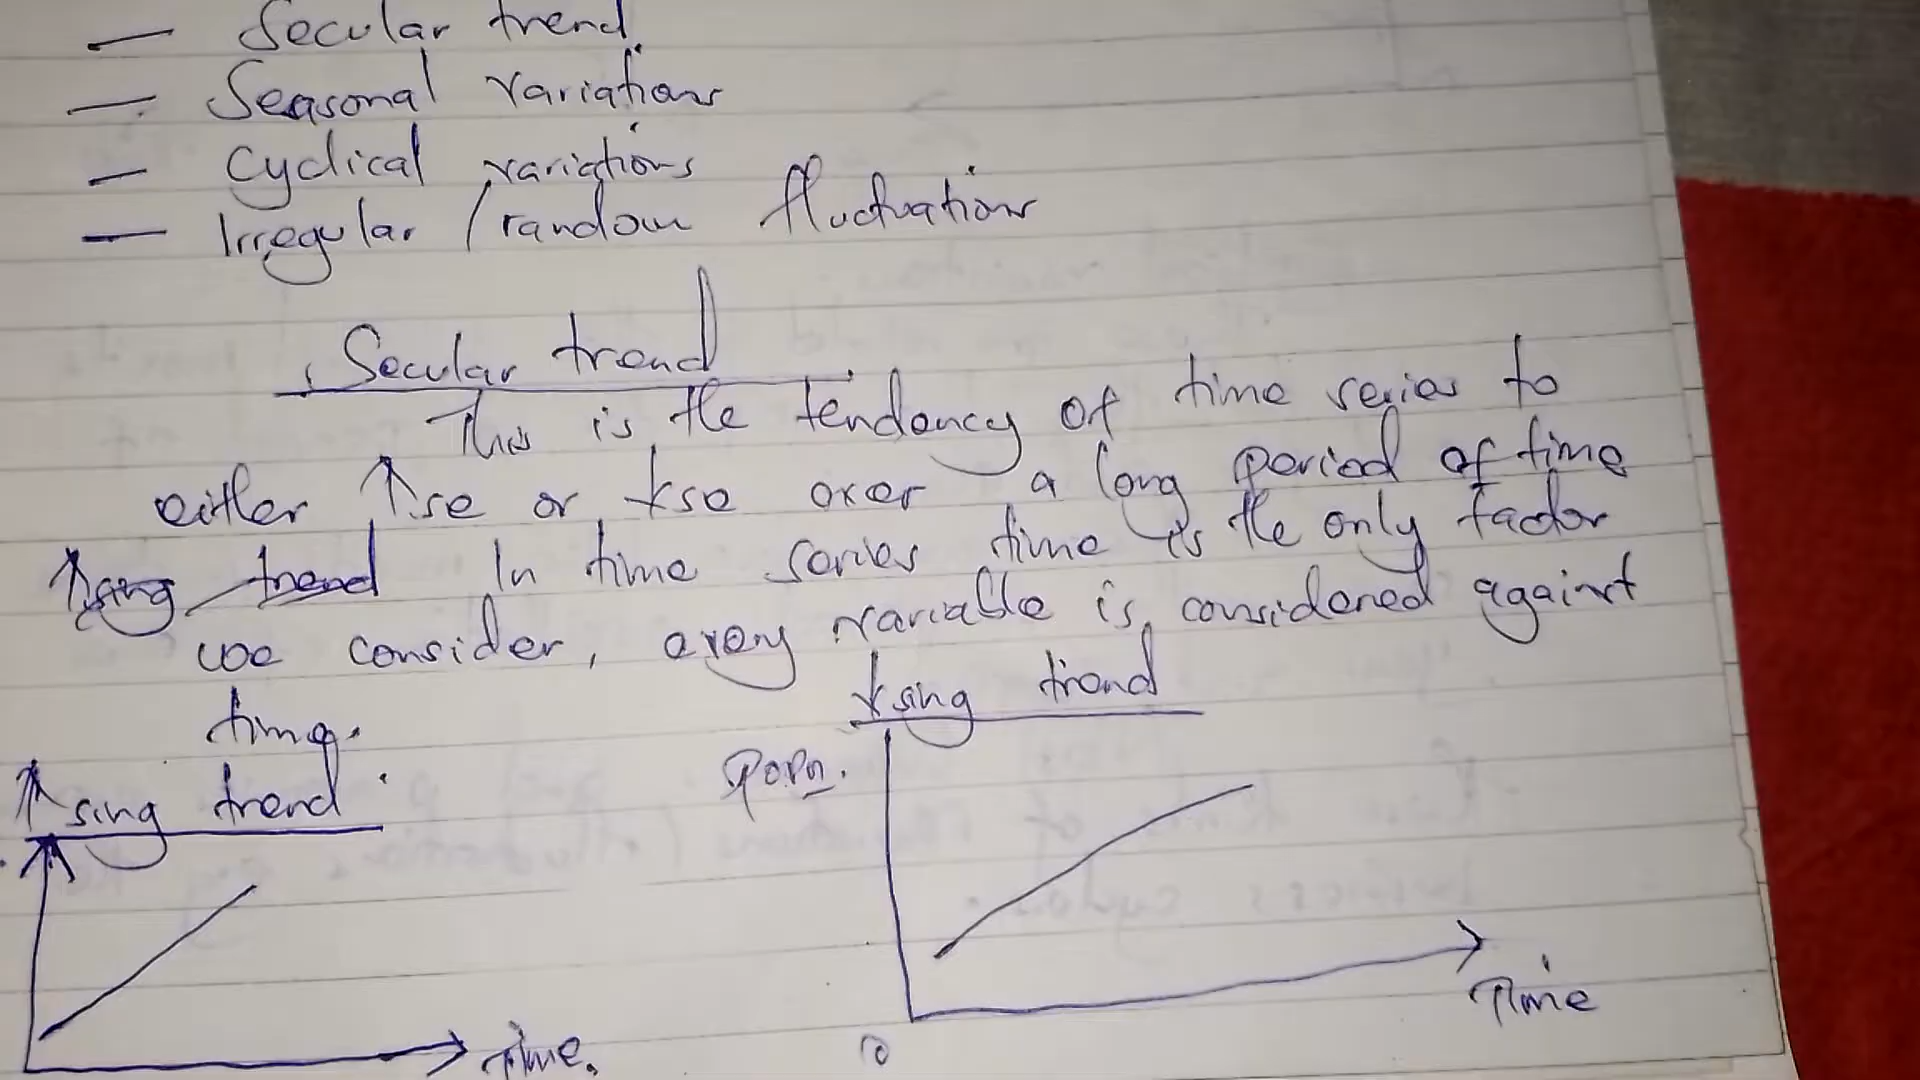 — Secular trend
— Seasonal variations
— Cyclical variations
— Irregular / random fluctuations
Secular trend
This is the tendency of time series to
either ↑se or ↓se over a long period of time
↑sing trend In time series time is the only factor
we consider, every variable is considered against
time.
↓sing trend
↑sing trend
Popn.
Time
Time.